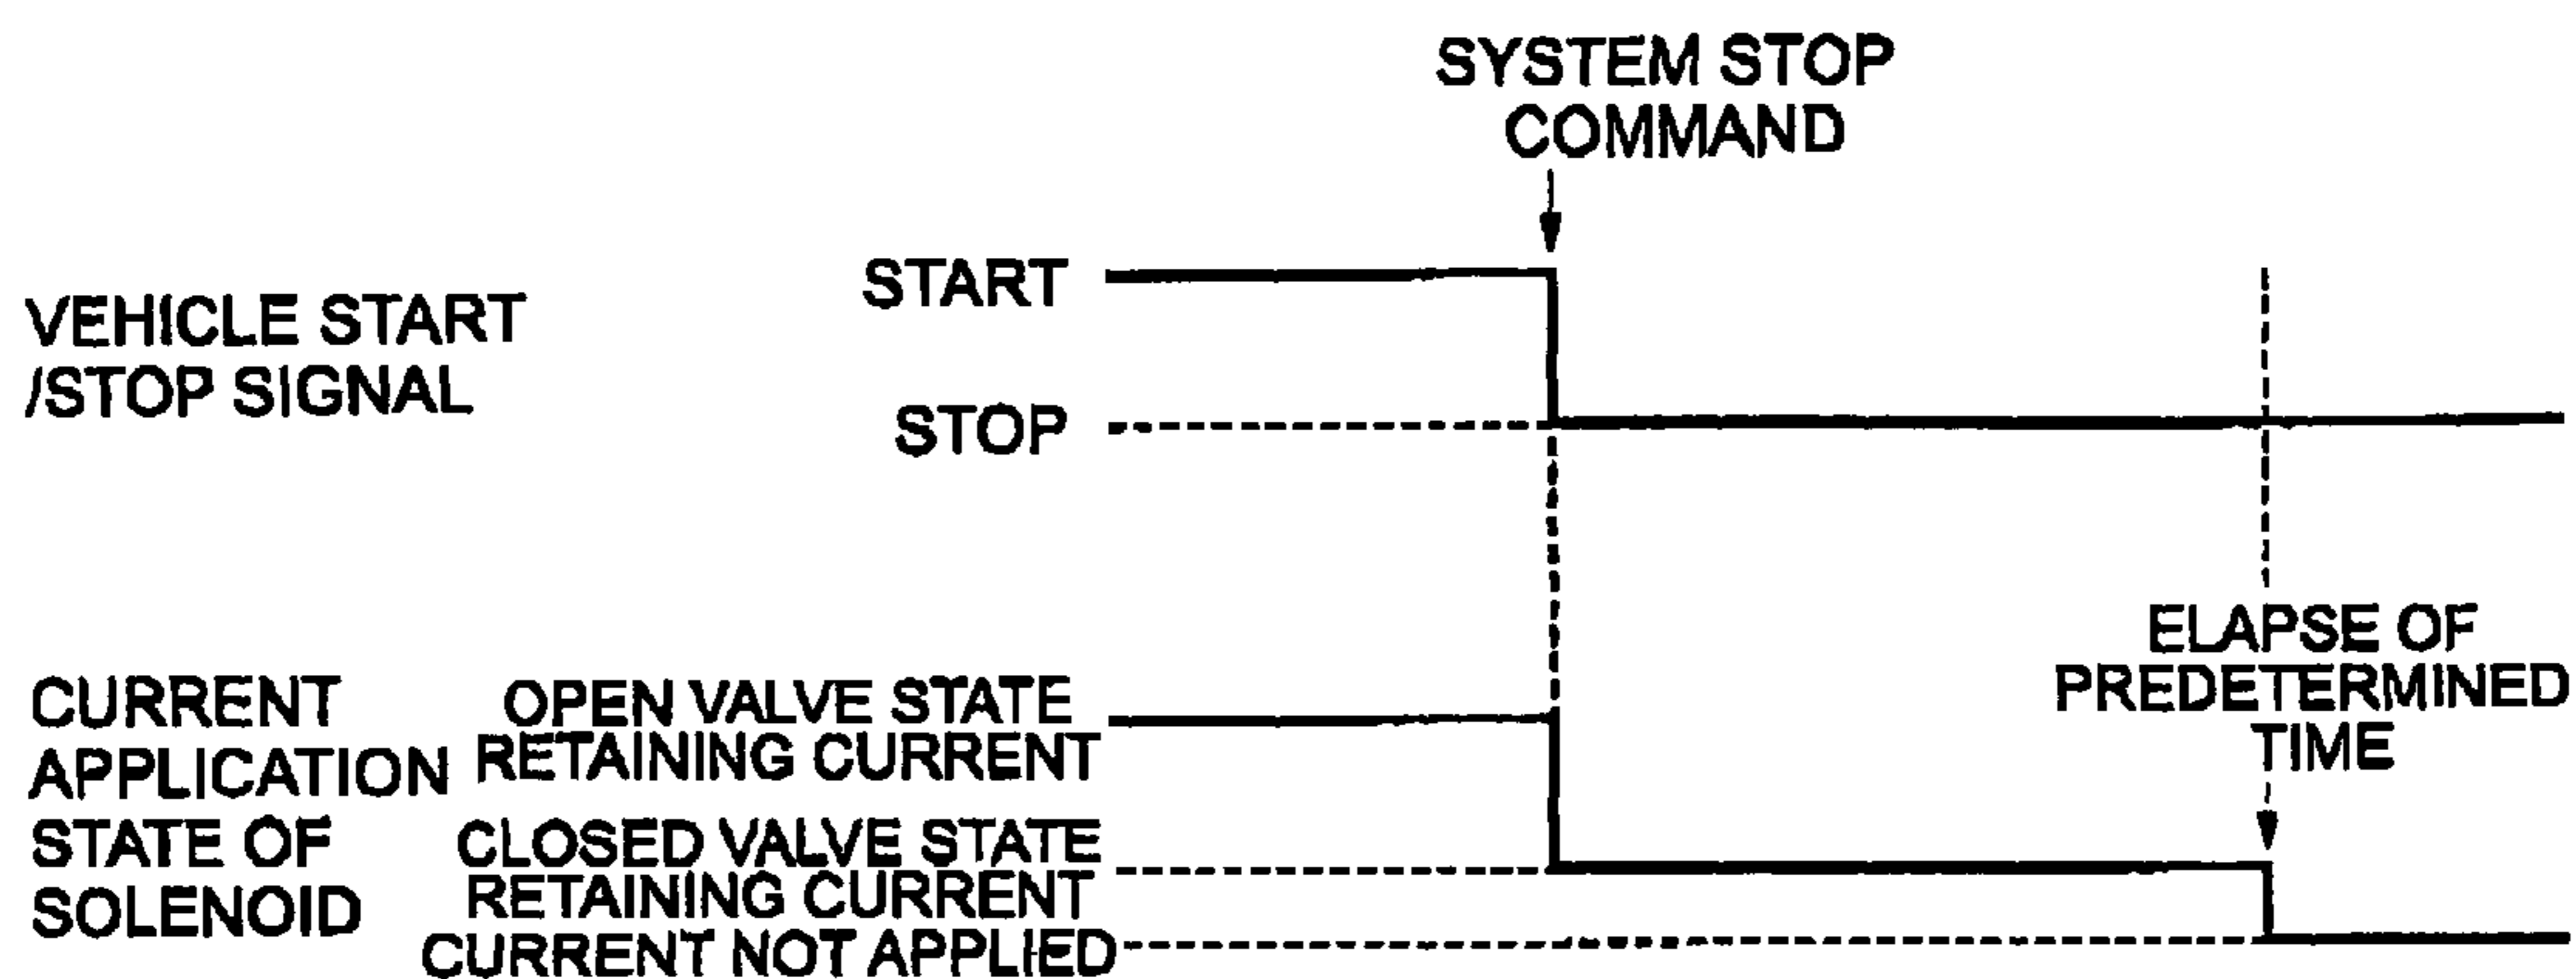 SYSTEM STOP
COMMAND
VEHICLE START
/STOP SIGNAL
START
STOP
ELAPSE OF
PREDETERMINED
TIME
CURRENT
APPLICATION
STATE OF
SOLENOID
OPEN VALVE STATE
RETAINING CURRENT
CLOSED VALVE STATE
RETAINING CURRENT
CURRENT NOT APPLIED